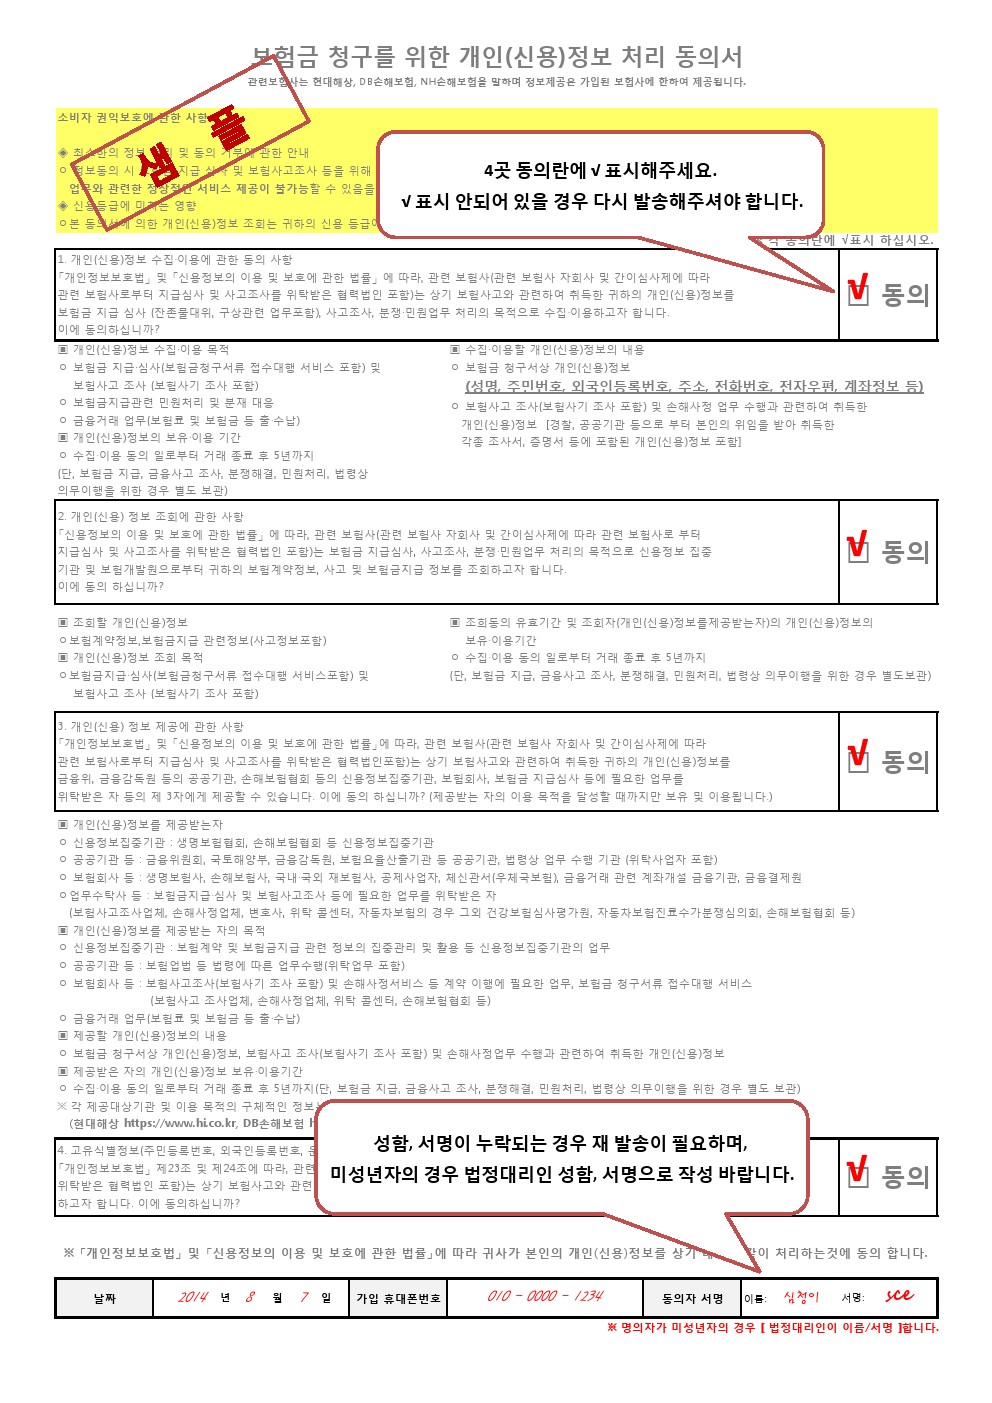 보험금 청구를 위한 개인(신용)정보 처리 동의서
관련보험사는 현대해상, DB손해보험, NH손해보험을 말하며 정보제공은 가입된 보험사에 한하여 제공됩니다.
샘플
소비자 권익보호에 관한 사항
◈ 최소한의 정보 처리 및 동의 거부에 관한 안내
ㅇ 정보동의 시 지급 심사 및 보험사고조사 등을 위해
업무와 관련한 정상적인 서비스 제공이 불가능할 수 있음을
◈ 신용등급에 미치는 영향
ㅇ본 동의서에 의한 개인(신용)정보 조회는 귀하의 신용 등급에
4곳 동의란에 √ 표시해주세요.
√ 표시 안되어 있을 경우 다시 발송해주셔야 합니다.
각 동의란에 √표시 하십시오.
1. 개인(신용)정보 수집·이용에 관한 동의 사항
「개인정보보호법」 및 「신용정보의 이용 및 보호에 관한 법률」 에 따라, 관련 보험사(관련 보험사 자회사 및 간이심사제에 따라
관련 보험사로부터 지급심사 및 사고조사를 위탁받은 협력법인 포함)는 상기 보험사고와 관련하여 취득한 귀하의 개인(신용)정보를
보험금 지급 심사 (잔존물대위, 구상관련 업무포함), 사고조사, 분쟁·민원업무 처리의 목적으로 수집·이용하고자 합니다.
이에 동의하십니까?
√ □ 동의
▣ 개인(신용)정보 수집·이용 목적
ㅇ 보험금 지급·심사(보험금청구서류 접수대행 서비스 포함) 및
보험사고 조사 (보험사기 조사 포함)
ㅇ 보험금지급관련 민원처리 및 분재 대응
ㅇ 금융거래 업무(보험료 및 보험금 등 출·수납)
▣ 개인(신용)정보의 보유·이용 기간
ㅇ 수집·이용 동의 일로부터 거래 종료 후 5년까지
(단, 보험금 지급, 금융사고 조사, 분쟁해결, 민원처리, 법령상
의무이행을 위한 경우 별도 보관)
▣ 수집·이용할 개인(신용)정보의 내용
ㅇ 보험금 청구서상 개인(신용)정보
(성명, 주민번호, 외국인등록번호, 주소, 전화번호, 전자우편, 계좌정보 등)
ㅇ 보험사고 조사(보험사기 조사 포함) 및 손해사정 업무 수행과 관련하여 취득한
개인(신용)정보 [경찰, 공공기관 등으로 부터 본인의 위임을 받아 취득한
각종 조사서, 증명서 등에 포함된 개인(신용)정보 포함]
2. 개인(신용) 정보 조회에 관한 사항
「신용정보의 이용 및 보호에 관한 법률」 에 따라, 관련 보험사(관련 보험사 자회사 및 간이심사제에 따라 관련 보험사로 부터
지급심사 및 사고조사를 위탁받은 협력법인 포함)는 보험금 지급심사, 사고조사, 분쟁·민원업무 처리의 목적으로 신용정보 집중
기관 및 보험개발원으로부터 귀하의 보험계약정보, 사고 및 보험금지급 정보를 조회하고자 합니다.
이에 동의 하십니까?
√ □ 동의
▣ 조회할 개인(신용)정보
ㅇ보험계약정보,보험금지급 관련정보(사고정보포함)
▣ 개인(신용)정보 조회 목적
ㅇ보험금지급·심사(보험금청구서류 접수대행 서비스포함) 및
보험사고 조사 (보험사기 조사 포함)
▣ 조회동의 유효기간 및 조회자(개인(신용)정보를제공받는자)의 개인(신용)정보의
보유·이용기간
ㅇ 수집·이용 동의 일로부터 거래 종료 후 5년까지
(단, 보험금 지급, 금융사고 조사, 분쟁해결, 민원처리, 법령상 의무이행을 위한 경우 별도보관)
3. 개인(신용) 정보 제공에 관한 사항
「개인정보보호법」 및 「신용정보의 이용 및 보호에 관한 법률」에 따라, 관련 보험사(관련 보험사 자회사 및 간이심사제에 따라
관련 보험사로부터 지급심사 및 사고조사를 위탁받은 협력법인포함)는 상기 보험사고와 관련하여 취득한 귀하의 개인(신용)정보를
금융위, 금융감독원 등의 공공기관, 손해보험협회 등의 신용정보집중기관, 보험회사, 보험금 지급심사 등에 필요한 업무를
위탁받은 자 등의 제 3자에게 제공할 수 있습니다. 이에 동의 하십니까? (제공받는 자의 이용 목적을 달성할 때까지만 보유 및 이용됩니다.)
√ □ 동의
▣ 개인(신용)정보를 제공받는자
ㅇ 신용정보집중기관 : 생명보험협회, 손해보험협회 등 신용정보집중기관
ㅇ 공공기관 등 : 금융위원회, 국토해양부, 금융감독원, 보험요율산출기관 등 공공기관, 법령상 업무 수행 기관 (위탁사업자 포함)
ㅇ 보험회사 등 : 생명보험사, 손해보험사, 국내·국외 재보험사, 공제사업자, 체신관서(우체국보험), 금융거래 관련 계좌개설 금융기관, 금융결제원
ㅇ업무수탁사 등 : 보험금지급·심사 및 보험사고조사 등에 필요한 업무를 위탁받은 자
(보험사고조사업체, 손해사정업체, 변호사, 위탁 콜센터, 자동차보험의 경우 그외 건강보험심사평가원, 자동차보험진료수가분쟁심의회, 손해보험협회 등)
▣ 개인(신용)정보를 제공받는 자의 목적
ㅇ 신용정보집중기관 : 보험계약 및 보험금지급 관련 정보의 집중관리 및 활용 등 신용정보집중기관의 업무
ㅇ 공공기관 등 : 보험업법 등 법령에 따른 업무수행(위탁업무 포함)
ㅇ 보험회사 등 : 보험사고조사(보험사기 조사 포함) 및 손해사정서비스 등 계약 이행에 필요한 업무, 보험금 청구서류 접수대행 서비스
(보험사고 조사업체, 손해사정업체, 위탁 콜센터, 손해보험협회 등)
ㅇ 금융거래 업무(보험료 및 보험금 등 출·수납)
▣ 제공할 개인(신용)정보의 내용
ㅇ 보험금 청구서상 개인(신용)정보, 보험사고 조사(보험사기 조사 포함) 및 손해사정업무 수행과 관련하여 취득한 개인(신용)정보
▣ 제공받은 자의 개인(신용)정보 보유·이용기간
ㅇ 수집·이용 동의 일로부터 거래 종료 후 5년까지(단, 보험금 지급, 금융사고 조사, 분쟁해결, 민원처리, 법령상 의무이행을 위한 경우 별도 보관)
※ 각 제공대상기관 및 이용 목적의 구체적인 정보는
(현대해상 https://www.hi.co.kr, DB손해보험
성함, 서명이 누락되는 경우 재 발송이 필요하며,
미성년자의 경우 법정대리인 성함, 서명으로 작성 바랍니다.
4. 고유식별정보(주민등록번호, 외국인등록번호,
「개인정보보호법」 제23조 및 제24조에 따라, 관련
위탁받은 협력법인 포함)는 상기 보험사고와 관련
하고자 합니다. 이에 동의하십니까?
√ □ 동의
※ 「개인정보보호법」 및 「신용정보의 이용 및 보호에 관한 법률」에 따라 귀사가 본인의 개인(신용)정보를 상기 같이 처리하는것에 동의 합니다.
날짜 2014 년 8 월 7 일 가입 휴대폰번호 010 - 0000 - 1234 동의자 서명 이름: 심청이 서명: sce
※ 명의자가 미성년자의 경우 [ 법정대리인이 이름/서명 ]합니다.